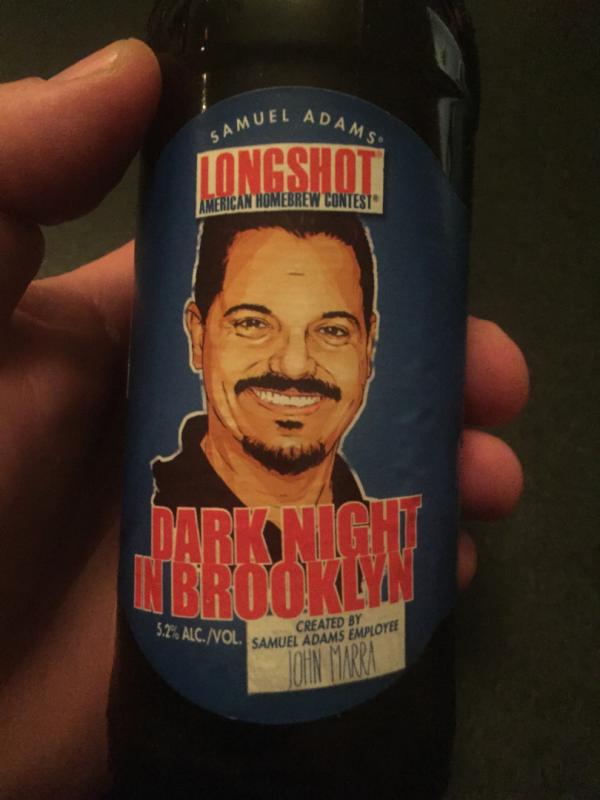 SAMUEL ADAMS®
LONGSHOT®
AMERICAN HOMEBREW CONTEST®
DARK NIGHT
IN BROOKLYN
5.2% ALC./VOL.
CREATED BY
SAMUEL ADAMS EMPLOYEE
JOHN MARRA